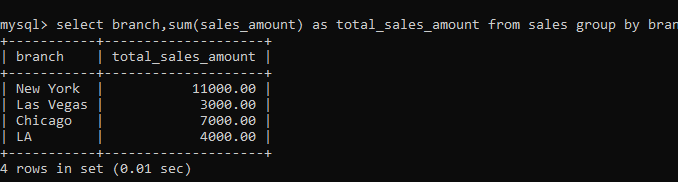 mysql> select branch,sum(sales_amount) as total_sales_amount from sales group by
+-----------+--------------------+
| branch    | total_sales_amount |
+-----------+--------------------+
| New York  |           11000.00 |
| Las Vegas |            3000.00 |
| Chicago   |            7000.00 |
| LA        |            4000.00 |
+-----------+--------------------+
4 rows in set (0.01 sec)